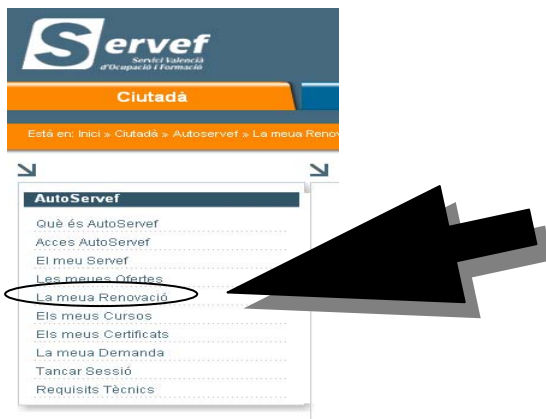 Servef
Servici Valencià
d'Ocupació i Formació
Ciutadà
Està en: Inici » Ciutadà » Autoservef » La meua Renov
AutoServef
Què és AutoServef
Acces AutoServef
El meu Servef
Les meues Ofertes
La meua Renovació
Els meus Cursos
Els meus Certificats
La meua Demanda
Tancar Sessió
Requisits Tècnics